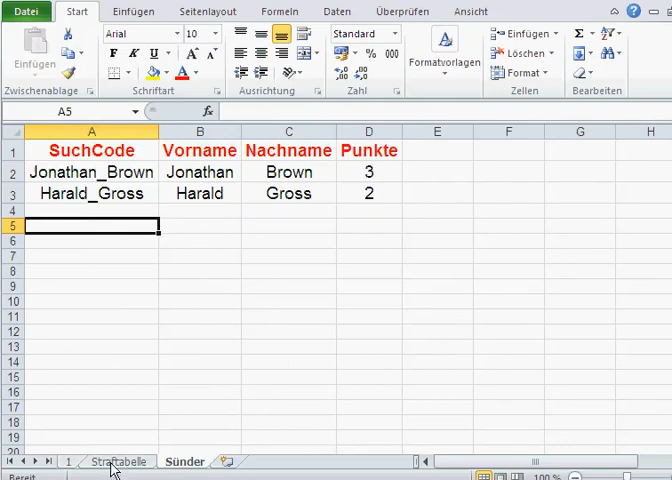 Datei Start Einfügen Seitenlayout Formeln Daten Überprüfen Ansicht
Arial 10 Standard Einfügen Σ
Einfügen F K U A A % 000 Formatvorlagen Löschen
A Format
Zwischenablage Schriftart Ausrichtung Zahl Zellen Bearbeiten
A5 fx
A B C D E F G H
1 SuchCode Vorname Nachname Punkte
2 Jonathan_Brown Jonathan Brown 3
3 Harald_Gross Harald Gross 2
4
5
6
7
8
9
10
11
12
13
14
15
16
17
18
19
20
1 Straftabelle Sünder
Bereit 100 %